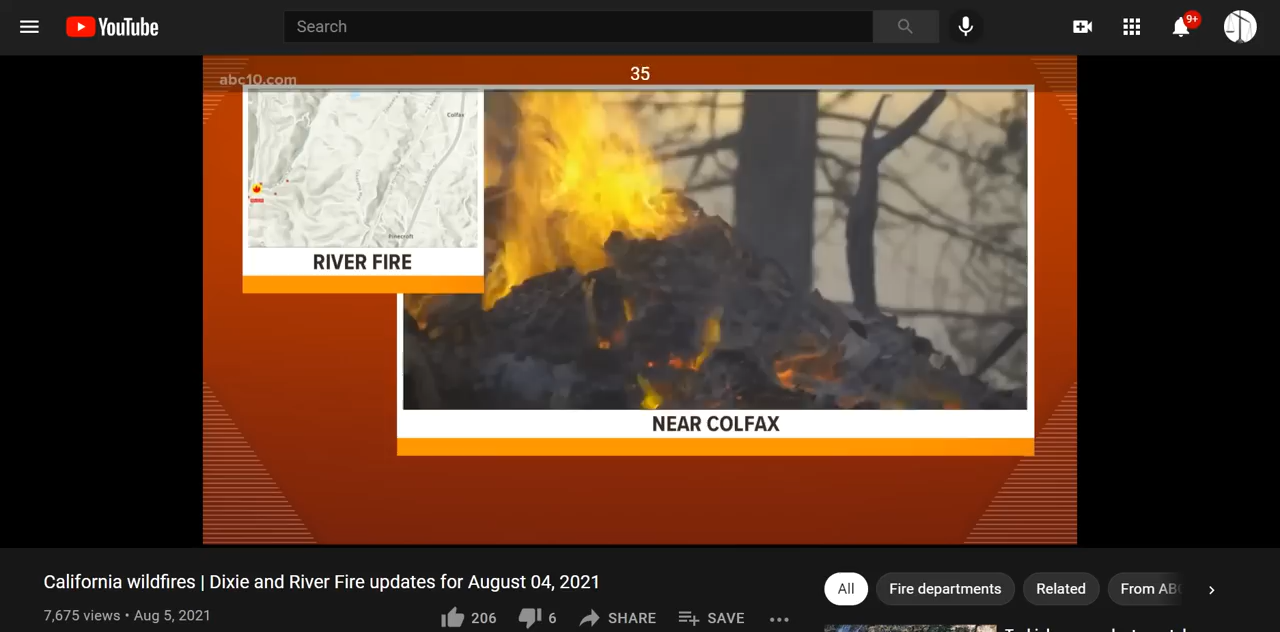 YouTube
Search
9+
abc10.com
35
Colfax
Pinecroft
RIVER FIRE
NEAR COLFAX
California wildfires | Dixie and River Fire updates for August 04, 2021
7,675 views • Aug 5, 2021
206
6
SHARE
SAVE
All
Fire departments
Related
From ABC